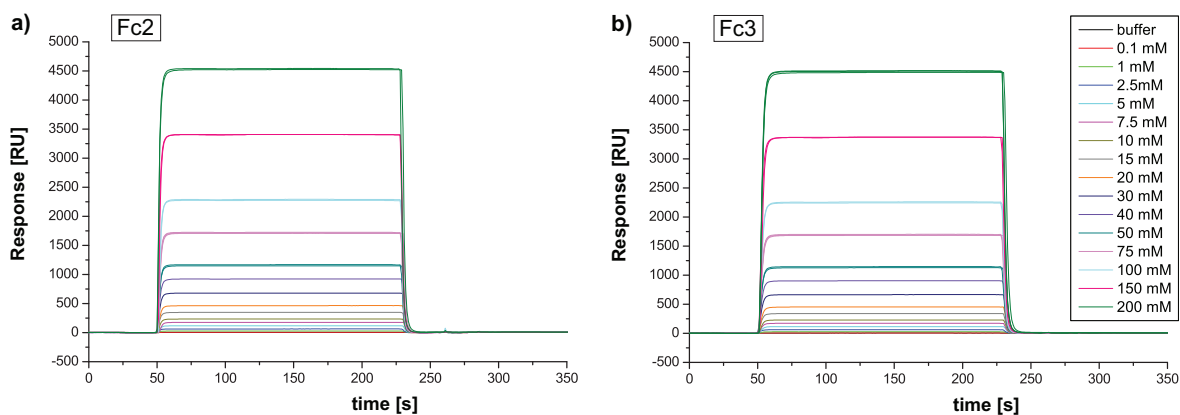 a)
Fc2
5000
4500
4000
3500
3000
2500
2000
1500
1000
500
0
-500
Response [RU]
0 50 100 150 200 250 300 350
time [s]
b)
Fc3
5000
4500
4000
3500
3000
2500
2000
1500
1000
500
0
-500
Response [RU]
0 50 100 150 200 250 300 350
time [s]
buffer
0.1 mM
1 mM
2.5mM
5 mM
7.5 mM
10 mM
15 mM
20 mM
30 mM
40 mM
50 mM
75 mM
100 mM
150 mM
200 mM